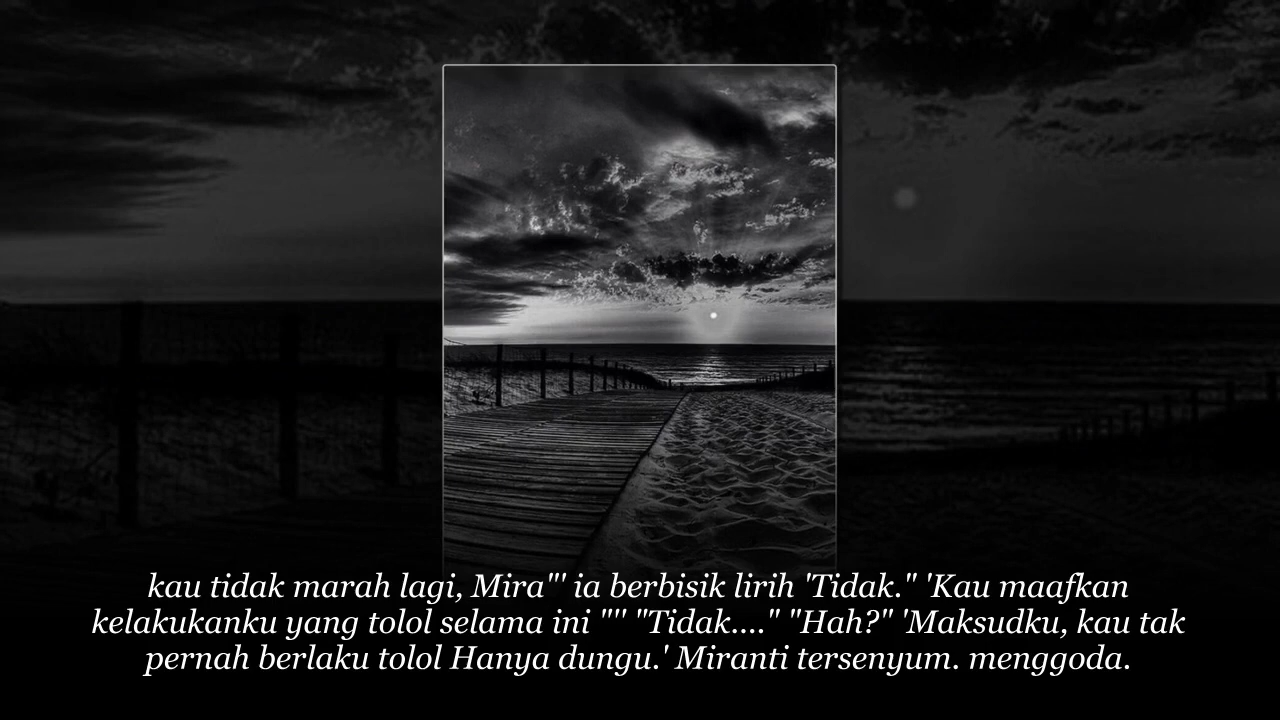 kau tidak marah lagi, Mira"' ia berbisik lirih 'Tidak." 'Kau maafkan
kelakukanku yang tolol selama ini "'' "Tidak...." "Hah?" 'Maksudku, kau tak
pernah berlaku tolol Hanya dungu.' Miranti tersenyum. menggoda.